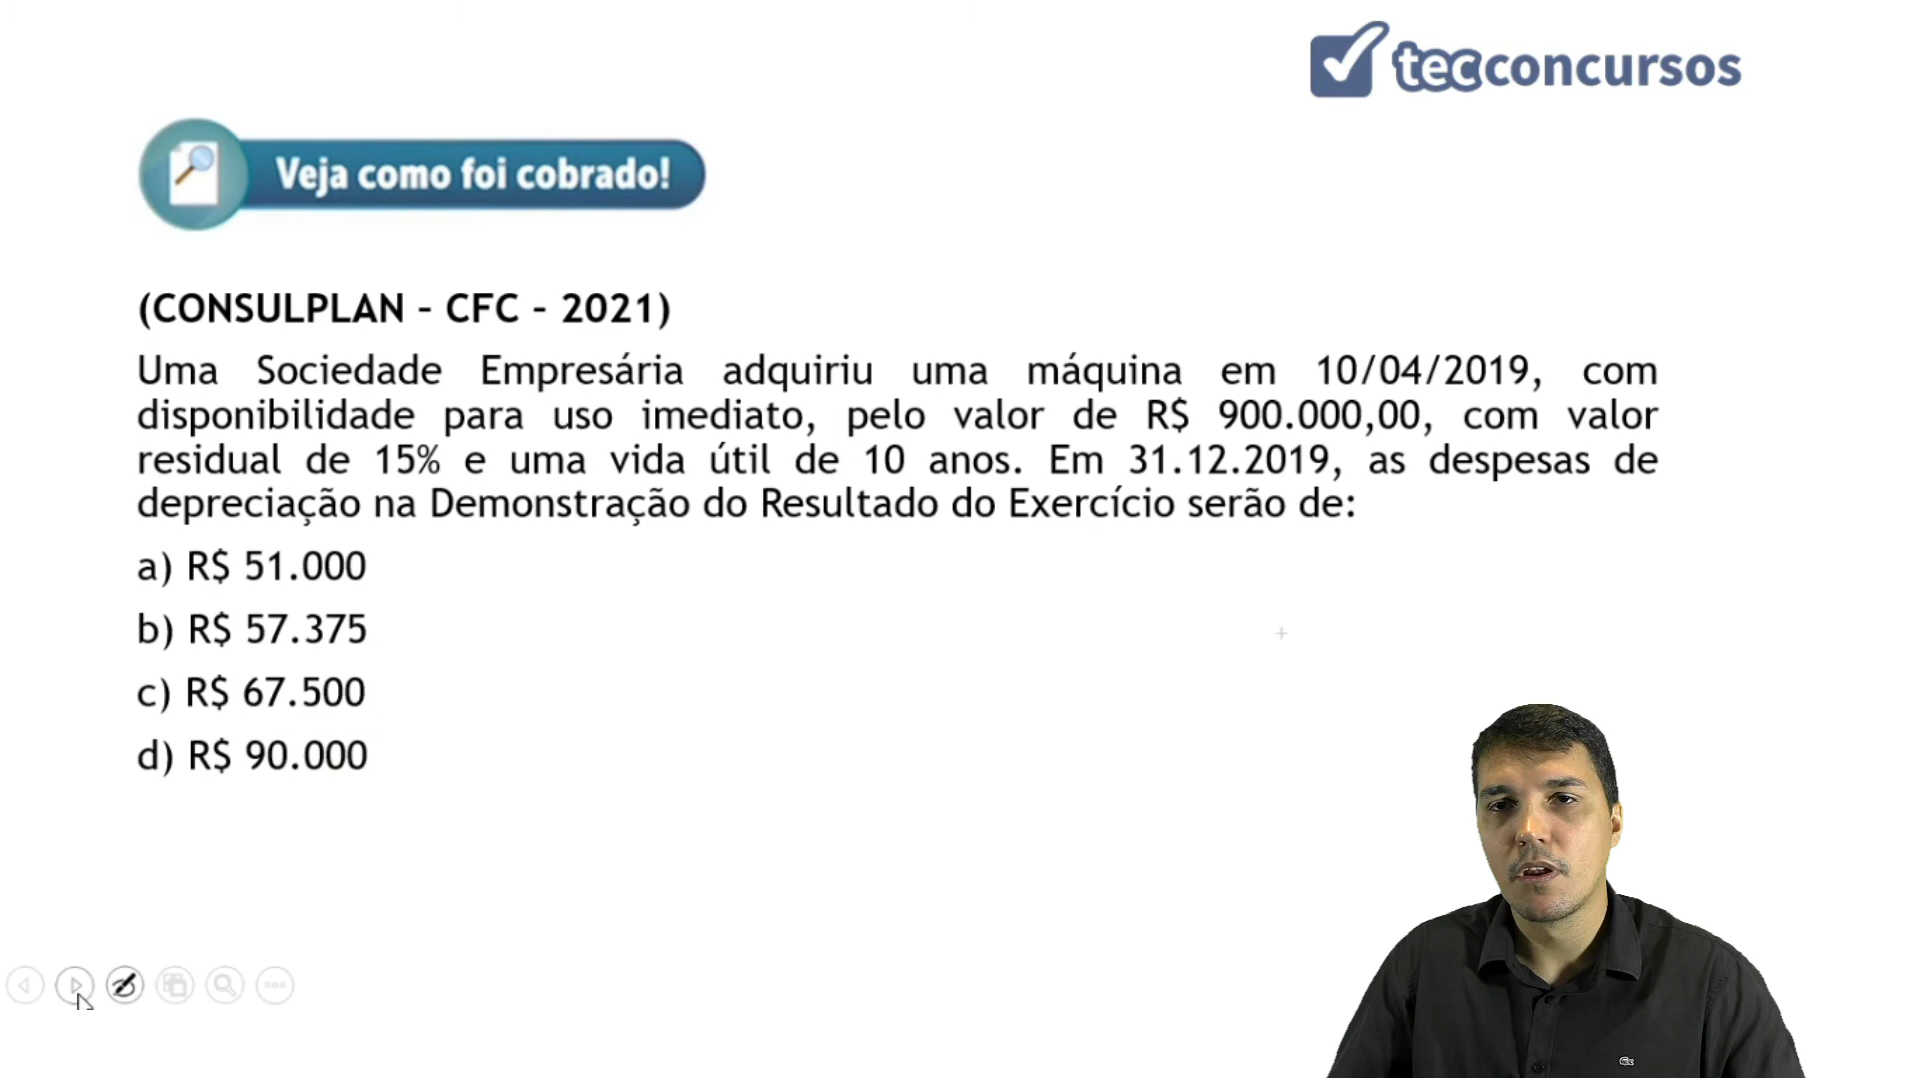 tecconcursos
Veja como foi cobrado!
(CONSULPLAN – CFC – 2021)
Uma Sociedade Empresária adquiriu uma máquina em 10/04/2019, com
disponibilidade para uso imediato, pelo valor de R$ 900.000,00, com valor
residual de 15% e uma vida útil de 10 anos. Em 31.12.2019, as despesas de
depreciação na Demonstração do Resultado do Exercício serão de:
a) R$ 51.000
b) R$ 57.375
c) R$ 67.500
d) R$ 90.000